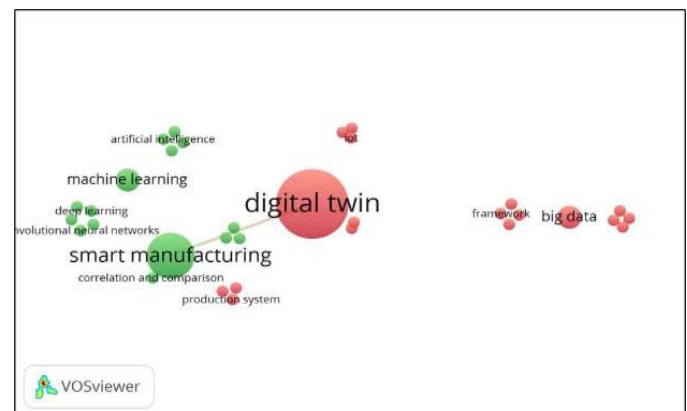 artificial intelligence
iot
machine learning
digital twin
deep learning
framework
big data
nvolutional neural networks
smart manufacturing
correlation and comparison
production system
VOSviewer